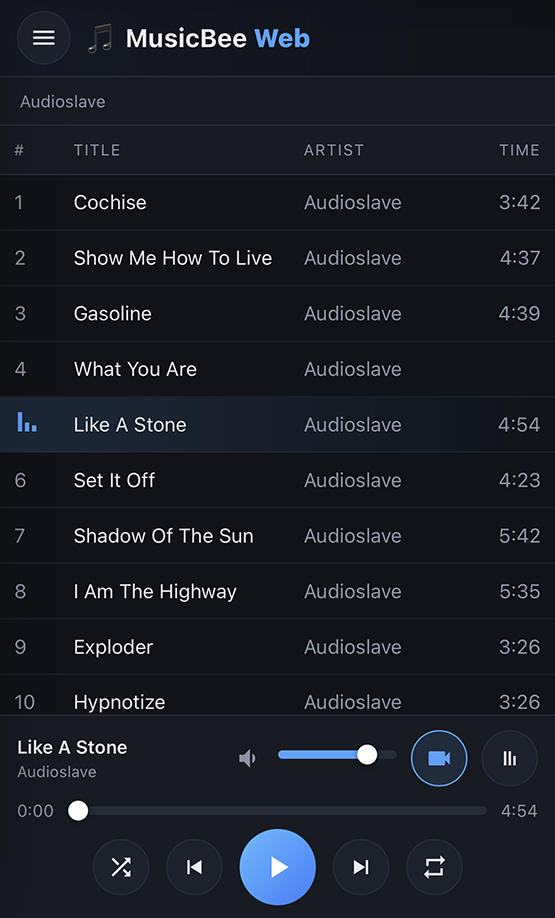 MusicBee Web
Audioslave
# TITLE ARTIST TIME
1 Cochise Audioslave 3:42
2 Show Me How To Live Audioslave 4:37
3 Gasoline Audioslave 4:39
4 What You Are Audioslave
Like A Stone Audioslave 4:54
6 Set It Off Audioslave 4:23
7 Shadow Of The Sun Audioslave 5:42
8 I Am The Highway Audioslave 5:35
9 Exploder Audioslave 3:26
10 Hypnotize Audioslave 3:26
Like A Stone
Audioslave
0:00 4:54